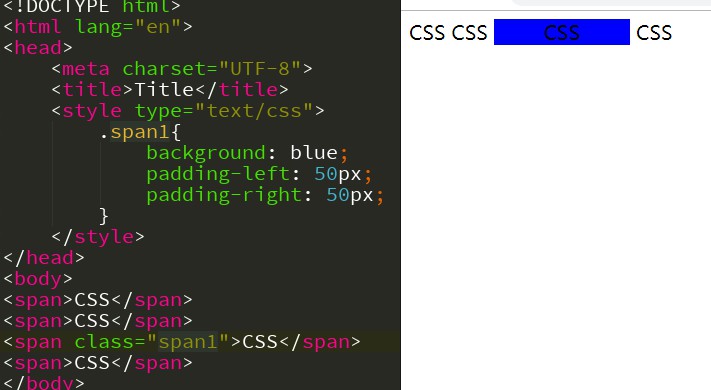 <!DOCTYPE html>
<html lang="en">
<head>
    <meta charset="UTF-8">
    <title>Title</title>
    <style type="text/css">
        .span1{
            background: blue;
            padding-left: 50px;
            padding-right: 50px;
        }
    </style>
</head>
<body>
<span>CSS</span>
<span>CSS</span>
<span class="span1">CSS</span>
<span>CSS</span>
</body>
CSS CSS CSS CSS